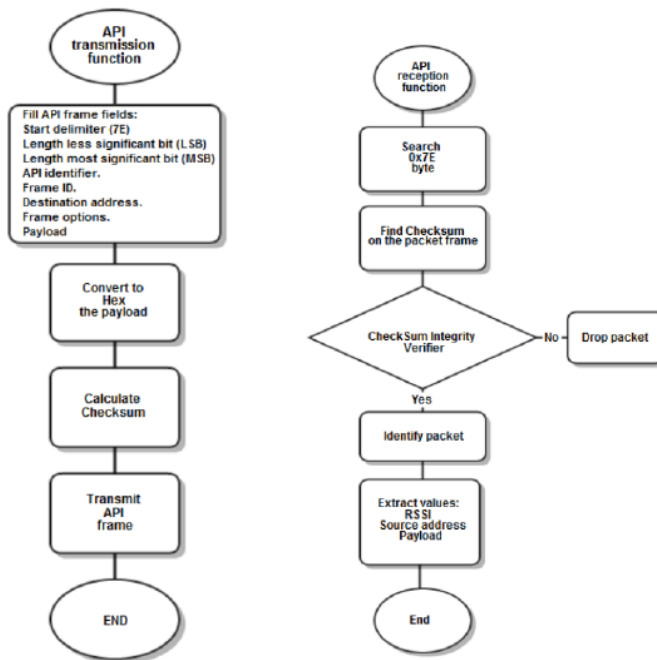 API
transmission
function
Fill API frame fields:
Start delimiter (7E)
Length less significant bit (LSB)
Length most significant bit (MSB)
API identifier.
Frame ID.
Destination address.
Frame options.
Payload
Convert to
Hex
the payload
Calculate
Checksum
Transmit
API
frame
END
API
reception
function
Search
0x7E
byte
Find Checksum
on the packet frame
CheckSum Integrity
Verifier
No
Drop packet
Yes
Identify packet
Extract values:
RSSI
Source address
Payload
End